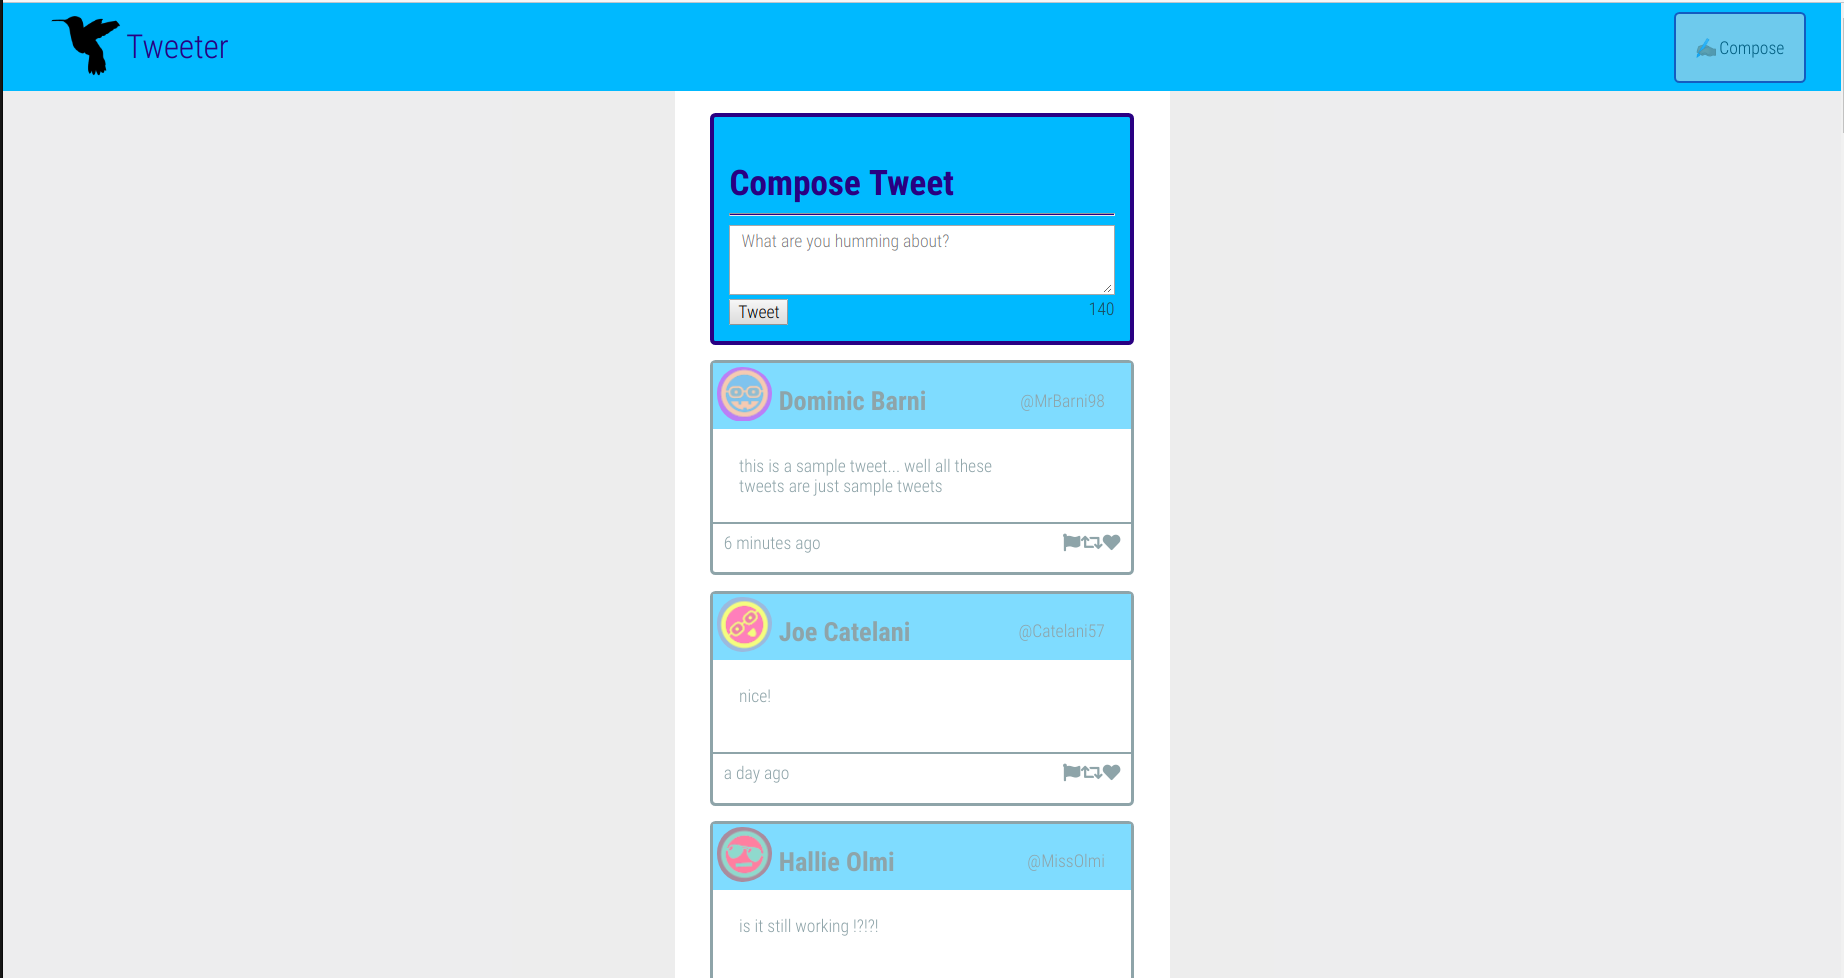 Tweeter
Compose
Compose Tweet
What are you humming about?
Tweet
140
Dominic Barni
@MrBarni98
this is a sample tweet... well all these
tweets are just sample tweets
6 minutes ago
Joe Catelani
@Catelani57
nice!
a day ago
Hallie Olmi
@MissOlmi
is it still working !?!?!